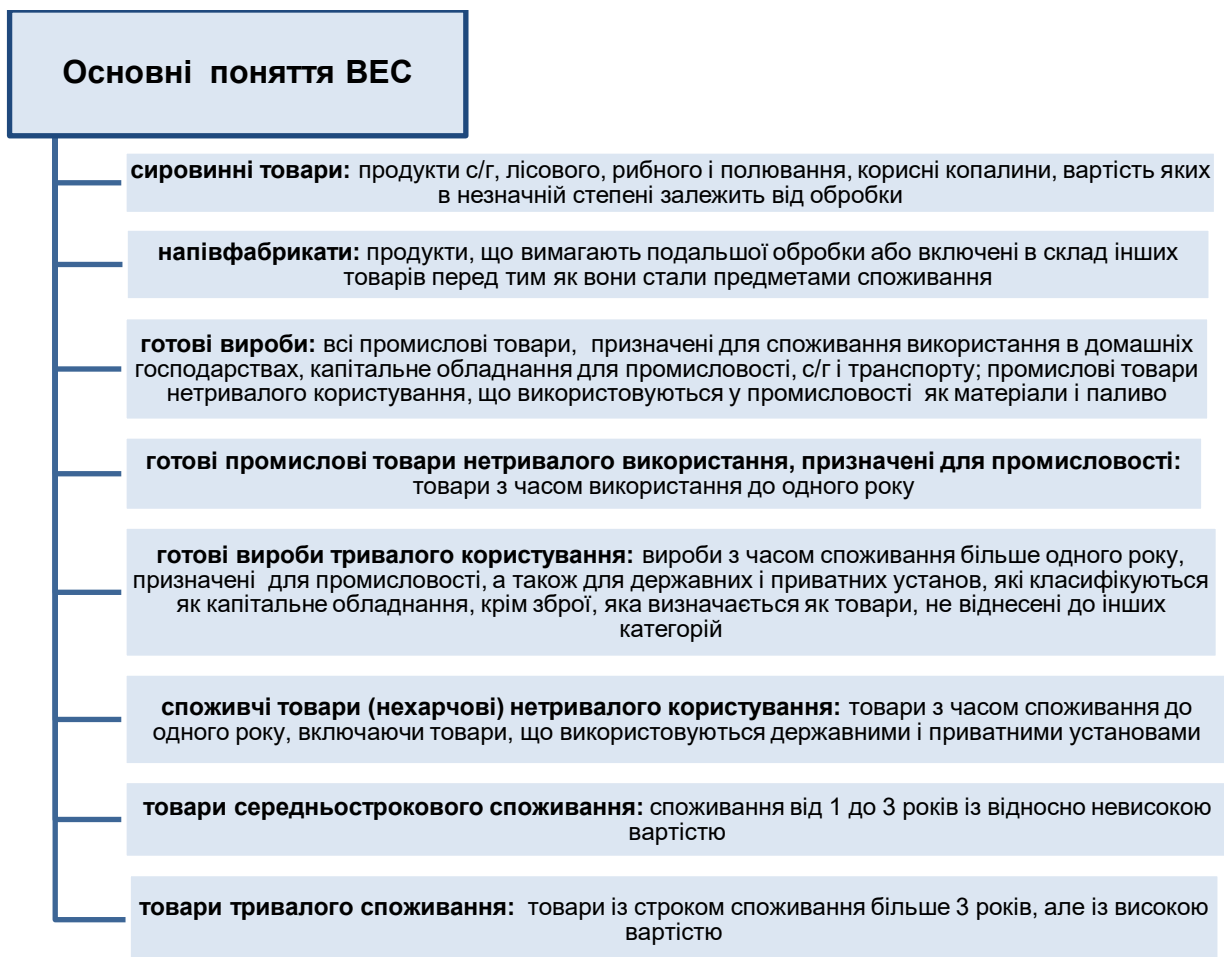 Основні поняття ВЕС
сировинні товари: продукти с/г, лісового, рибного і полювання, корисні копалини, вартість яких
в незначній степені залежить від обробки
напівфабрикати: продукти, що вимагають подальшої обробки або включені в склад інших
товарів перед тим як вони стали предметами споживання
готові вироби: всі промислові товари, призначені для споживання використання в домашніх
господарствах, капітальне обладнання для промисловості, с/г і транспорту; промислові товари
нетривалого користування, що використовуються у промисловості як матеріали і паливо
готові промислові товари нетривалого використання, призначені для промисловості:
товари з часом використання до одного року
готові вироби тривалого користування: вироби з часом споживання більше одного року,
призначені для промисловості, а також для державних і приватних установ, які класифікуються
як капітальне обладнання, крім зброї, яка визначається як товари, не віднесені до інших
категорій
споживчі товари (нехарчові) нетривалого користування: товари з часом споживання до
одного року, включаючи товари, що використовуються державними і приватними установами
товари середньострокового споживання: споживання від 1 до 3 років із відносно невисокою
вартістю
товари тривалого споживання: товари із строком споживання більше 3 років, але із високою
вартістю